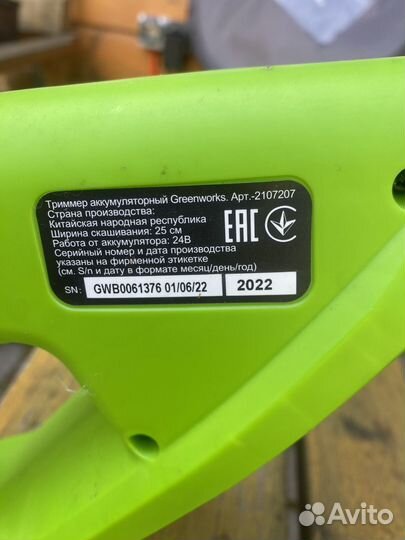 Триммер аккумуляторный Greenworks. Арт.-2107207
Страна производства:
Китайская народная республика
Ширина скашивания: 25 см
Работа от аккумулятора: 24В
Серийный номер и дата производства
указаны на фирменной этикетке
(см. S/n и дату в формате месяц/день/год)
EAC
SN: GWB0061376 01/06/22 2022
Avito